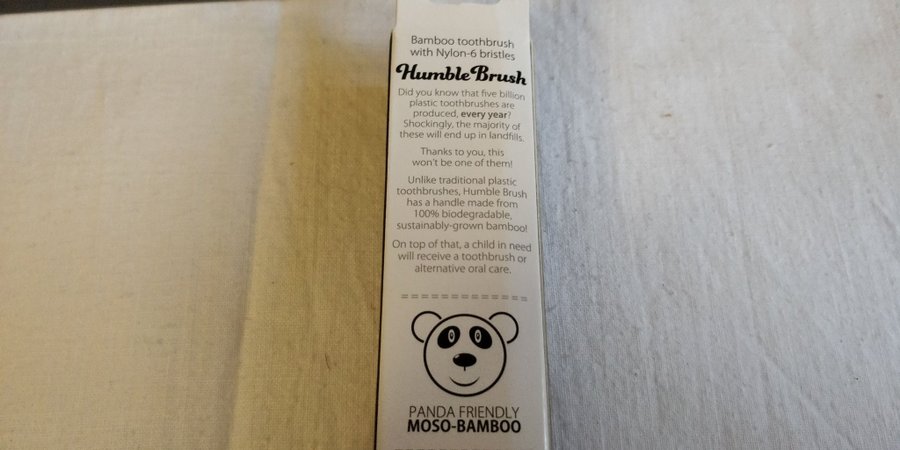 Bamboo toothbrush
with Nylon-6 bristles
Humble Brush
Did you know that five billion
plastic toothbrushes are
produced, every year?
Shockingly, the majority of
these will end up in landfills.
Thanks to you, this
won't be one of them!
Unlike traditional plastic
toothbrushes, Humble Brush
has a handle made from
100% biodegradable,
sustainably-grown bamboo!
On top of that, a child in need
will receive a toothbrush or
alternative oral care.
PANDA FRIENDLY
MOSO-BAMBOO